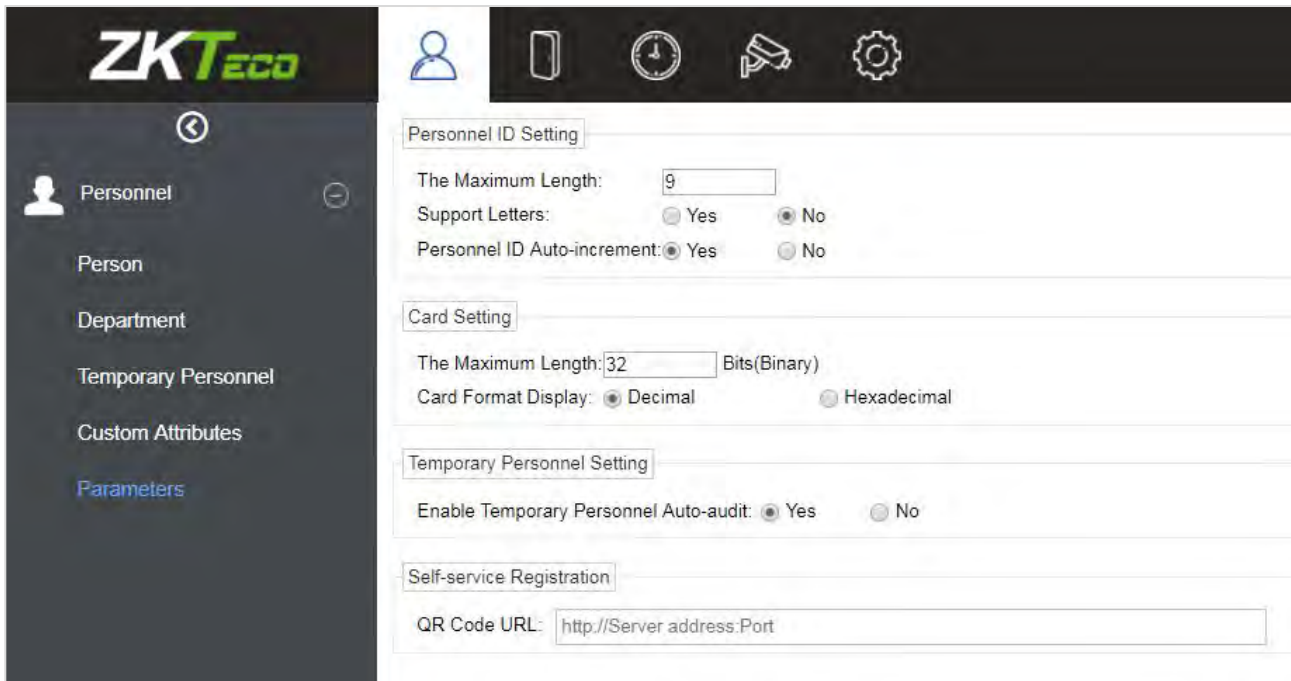 ZKTeco
Personnel
Person
Department
Temporary Personnel
Custom Attributes
Parameters
Personnel ID Setting
The Maximum Length: 9
Support Letters: Yes No
Personnel ID Auto-increment: Yes No
Card Setting
The Maximum Length: 32 Bits(Binary)
Card Format Display: Decimal Hexadecimal
Temporary Personnel Setting
Enable Temporary Personnel Auto-audit: Yes No
Self-service Registration
QR Code URL: http://Server address:Port